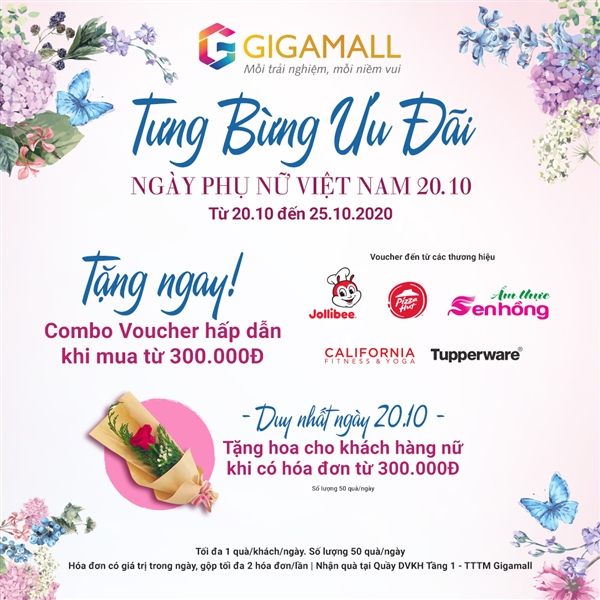 GIGAMALL
Mỗi trải nghiệm, mỗi niềm vui
Tưng Bừng Ưu Đãi
NGÀY PHỤ NỮ VIỆT NAM 20.10
Từ 20.10 đến 25.10.2020
Tặng ngay!
Combo Voucher hấp dẫn
khi mua từ 300.000Đ
Voucher đến từ các thương hiệu
Jollibee
Pizza
Hut
Ẩm thực
Sen hồng
CALIFORNIA
FITNESS & YOGA
Tupperware®
- Duy nhất ngày 20.10 -
Tặng hoa cho khách hàng nữ
khi có hóa đơn từ 300.000Đ
Số lượng 50 quà/ngày
Tối đa 1 quà/khách/ngày. Số lượng 50 quà/ngày
Hóa đơn có giá trị trong ngày, gộp tối đa 2 hóa đơn/lần | Nhận quà tại Quầy DVKH Tầng 1 - TTTM Gigamall